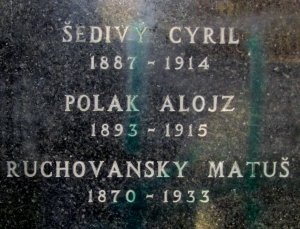 ŠEDIVÝ CYRIL
1887 - 1914
POLAK ALOJZ
1893 - 1915
RUCHOVANSKY MATUŠ
1870 - 1933